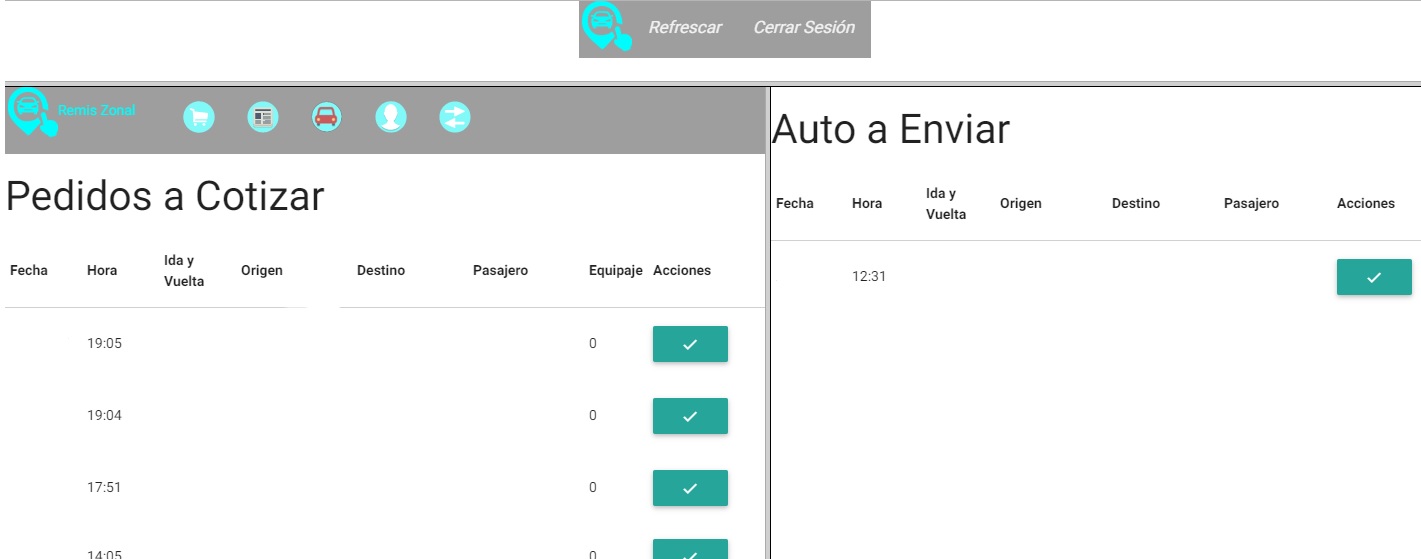 Refrescar Cerrar Sesión
Remis Zonal
Pedidos a Cotizar
Fecha Hora Ida y Vuelta Origen Destino Pasajero Equipaje Acciones
19:05 0
19:04 0
17:51 0
14:05 0
Auto a Enviar
Fecha Hora Ida y Vuelta Origen Destino Pasajero Acciones
12:31